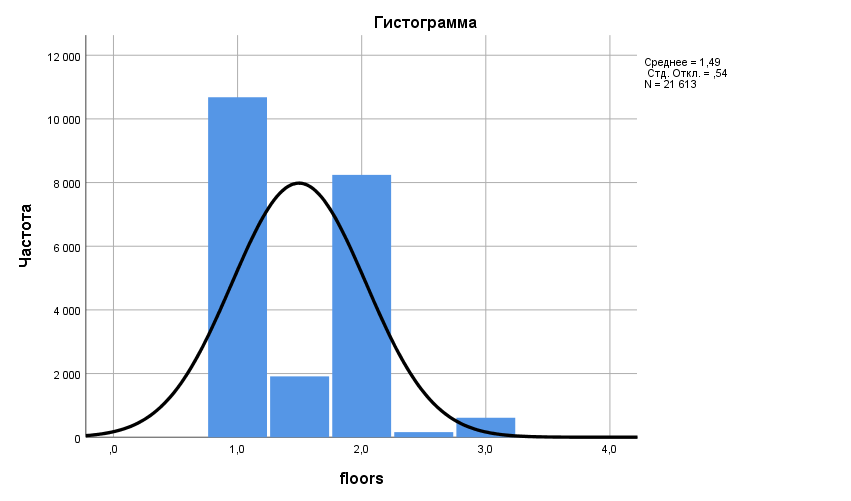 Гистограмма
Среднее = 1,49
Стд. Откл. = ,54
N = 21 613
12 000
10 000
8 000
6 000
4 000
2 000
0
Частота
,0
1,0
2,0
3,0
4,0
floors